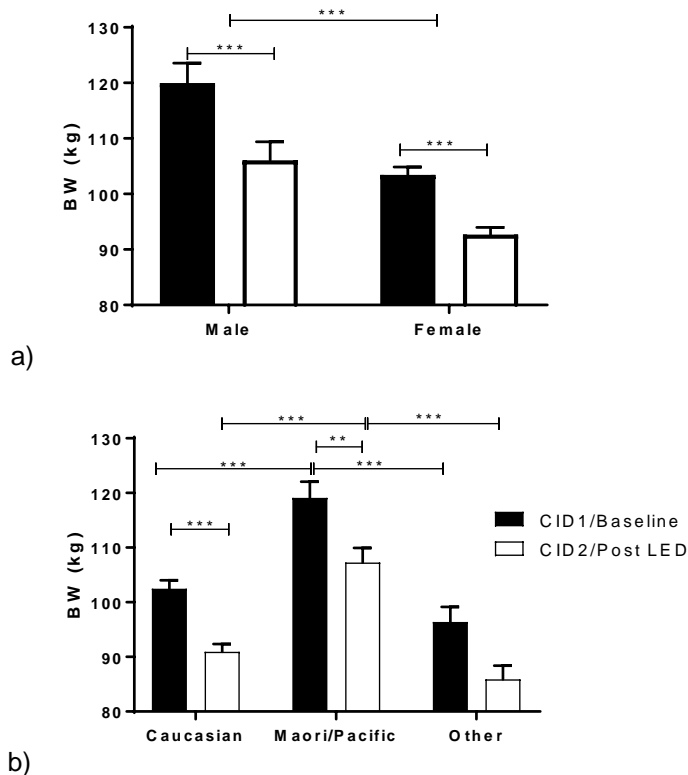 ***
***
***
130
120
110
100
90
80
BW (kg)
Male Female
a)
*** ***
**
*** ***
***
130
120
110
100
90
80
BW (kg)
CID1/Baseline
CID2/Post LED
Caucasian Maori/Pacific Other
b)